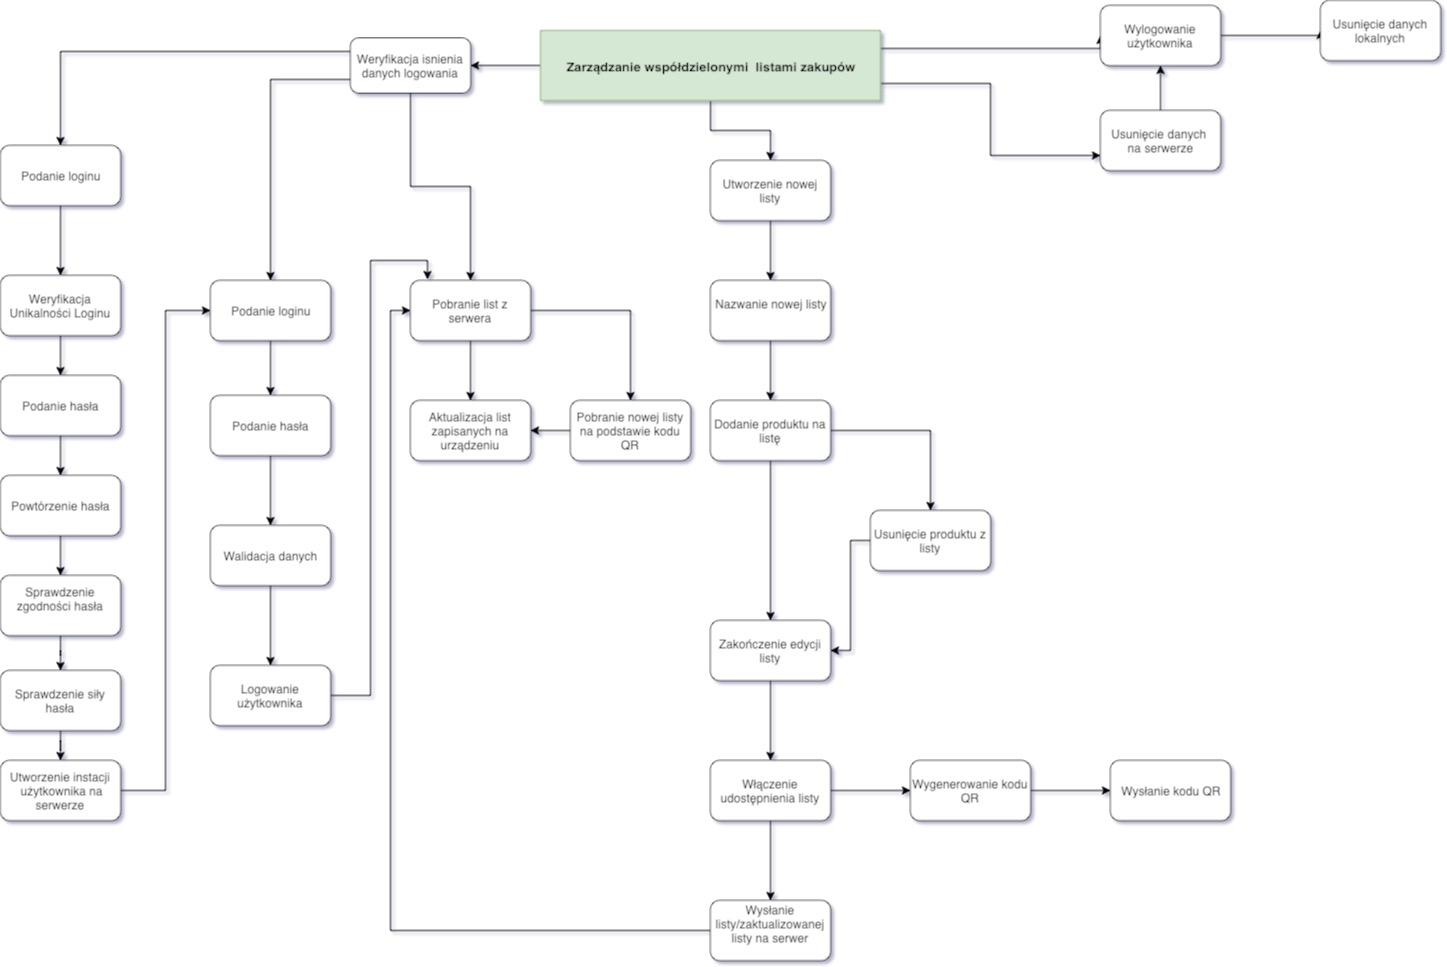 Weryfikacja isnienia
danych logowania
Zarządzanie współdzielonymi  listami zakupów
Wylogowanie
użytkownika
Usunięcie danych
lokalnych
Usunięcie danych
na serwerze
Podanie loginu
Utworzenie nowej
listy
Weryfikacja
Unikalności Loginu
Podanie loginu
Pobranie list z
serwera
Nazwanie nowej listy
Podanie hasła
Podanie hasła
Aktualizacja list
zapisanych na
urządzeniu
Pobranie nowej listy
na podstawie kodu
QR
Dodanie produktu na
listę
Powtórzenie hasła
Walidacja danych
Usunięcie produktu z
listy
Sprawdzenie
zgodności hasła
Zakończenie edycji
listy
Sprawdzenie siły
hasła
Logowanie
użytkownika
Utworzenie instacji
użytkownika na
serwerze
Włączenie
udostępnienia listy
Wygenerowanie kodu
QR
Wysłanie kodu QR
Wysłanie
listy/zaktualizowanej
listy na serwer